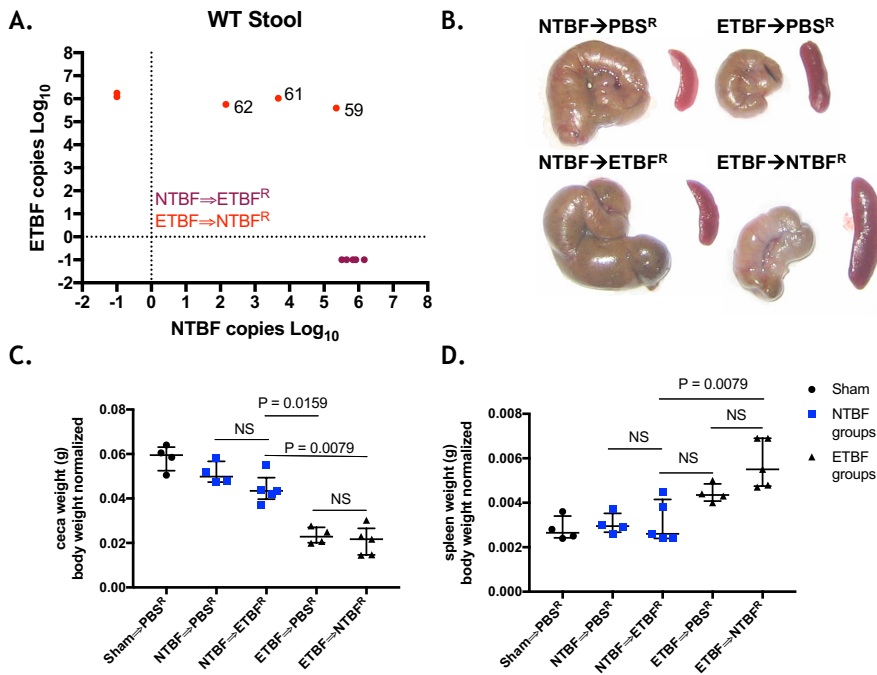 A.
WT Stool
ETBF copies Log10
8
7
6
5
4
3
2
1
0
-1
-2
62
61
59
NTBF⇒ETBFR
ETBF⇒NTBFR
-1 0 1 2 3 4 5 6 7 8
NTBF copies Log10
B.
NTBF→PBSR
ETBF→PBSR
NTBF→ETBFR
ETBF→NTBFR
C.
ceca weight (g)
body weight normalized
0.08
0.06
0.04
0.02
0.00
P = 0.0159
NS
P = 0.0079
NS
Sham⇒PBSR
NTBF⇒PBSR
NTBF⇒ETBFR
ETBF⇒PBSR
ETBF⇒NTBFR
D.
spleen weight (g)
body weight normalized
0.008
0.006
0.004
0.002
0.000
P = 0.0079
NS
NS
NS
Sham⇒PBSR
NTBF⇒PBSR
NTBF⇒ETBFR
ETBF⇒PBSR
ETBF⇒NTBFR
Sham
NTBF
groups
ETBF
groups